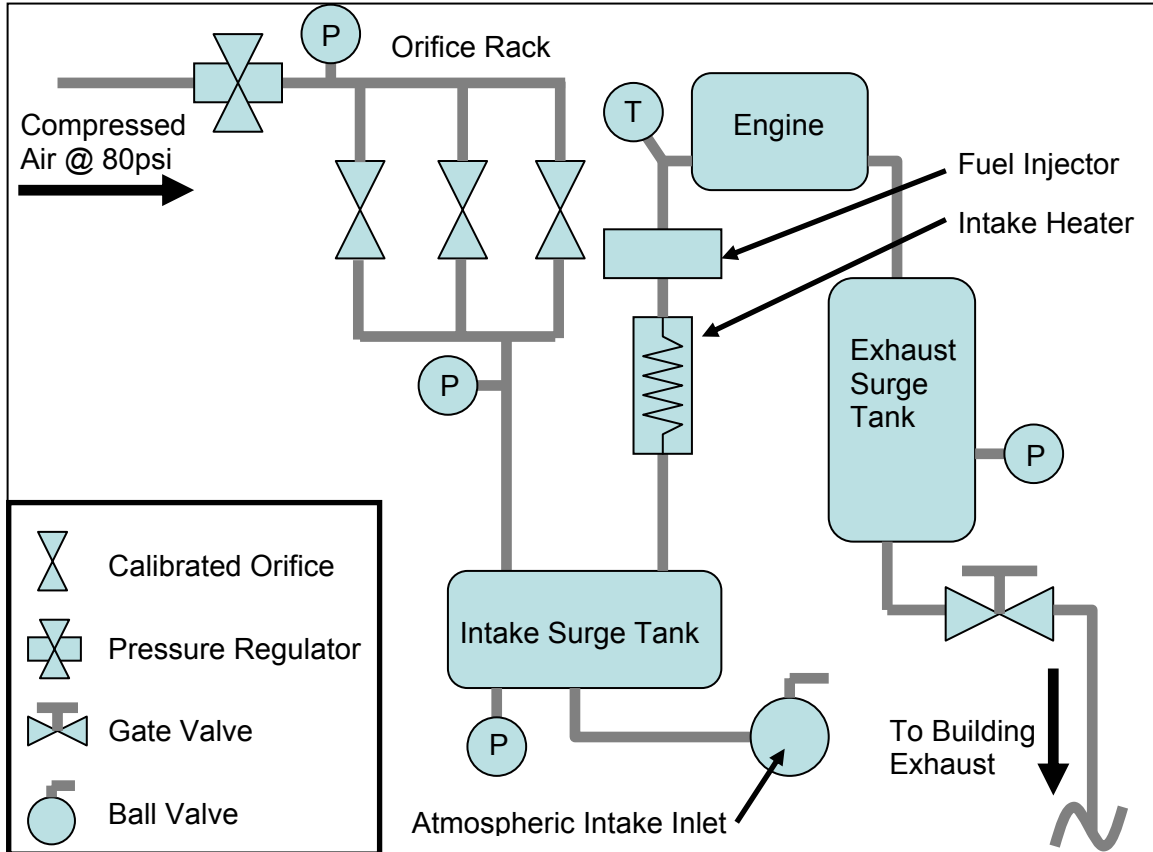 P
Orifice Rack
Compressed
Air @ 80psi
T
Engine
Fuel Injector
Intake Heater
Exhaust
Surge
Tank
P
P
Calibrated Orifice
Pressure Regulator
Gate Valve
Ball Valve
Intake Surge Tank
P
To Building
Exhaust
Atmospheric Intake Inlet